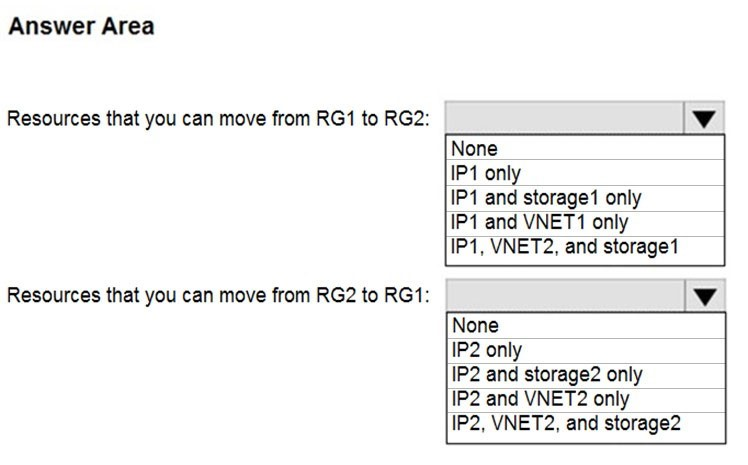 Answer Area
Resources that you can move from RG1 to RG2:
None
IP1 only
IP1 and storage1 only
IP1 and VNET1 only
IP1, VNET2, and storage1
Resources that you can move from RG2 to RG1:
None
IP2 only
IP2 and storage2 only
IP2 and VNET2 only
IP2, VNET2, and storage2